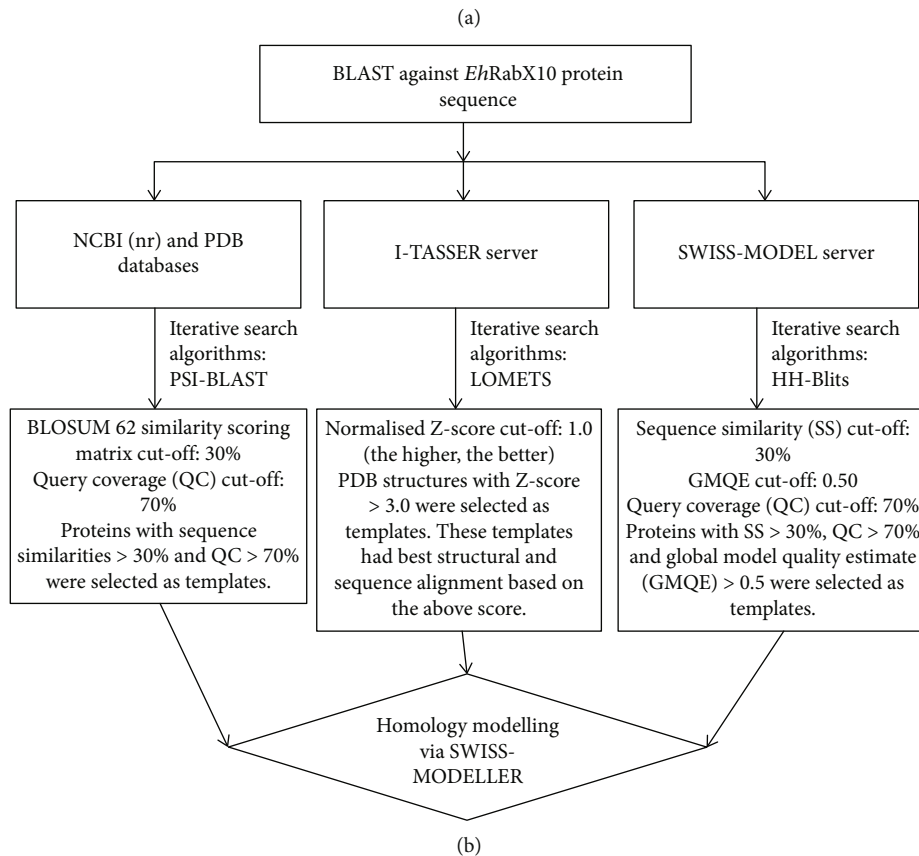 (a)
BLAST against EhRabX10 protein
sequence
NCBI (nr) and PDB
databases
I-TASSER server
SWISS-MODEL server
Iterative search
algorithms:
PSI-BLAST
Iterative search
algorithms:
LOMETS
Iterative search
algorithms:
HH-Blits
BLOSUM 62 similarity scoring
matrix cut-off: 30%
Query coverage (QC) cut-off:
70%
Proteins with sequence
similarities > 30% and QC > 70%
were selected as templates.
Normalised Z-score cut-off: 1.0
(the higher, the better)
PDB structures with Z-score
> 3.0 were selected as
templates. These templates
had best structural and
sequence alignment based on
the above score.
Sequence similarity (SS) cut-off:
30%
GMQE cut-off: 0.50
Query coverage (QC) cut-off: 70%
Proteins with SS > 30%, QC > 70%
and global model quality estimate
(GMQE) > 0.5 were selected as
templates.
Homology modelling
via SWISS-
MODELLER
(b)